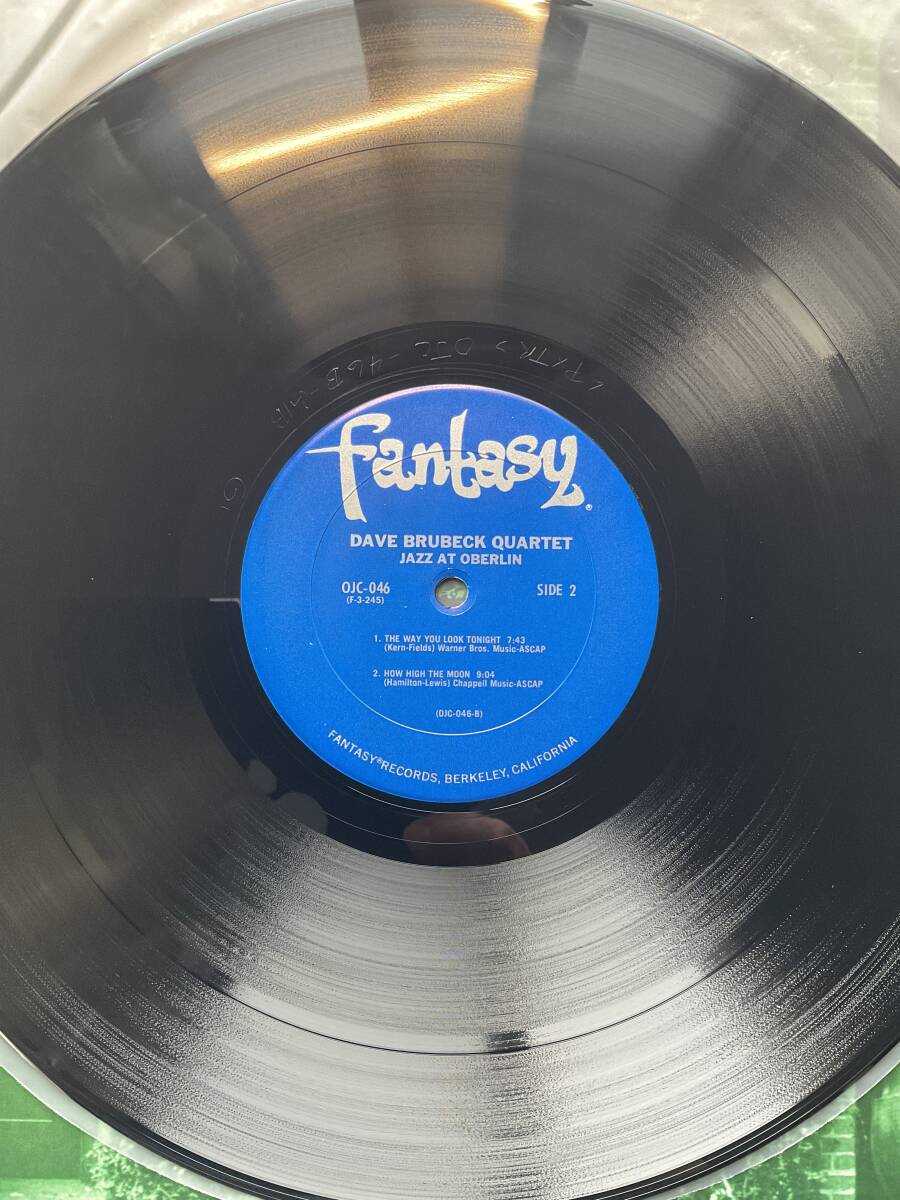 fantasy®
DAVE BRUBECK QUARTET
JAZZ AT OBERLIN
OJC-046
(F-3-245)
SIDE 2
1. THE WAY YOU LOOK TONIGHT 7:43
(Kern-Fields) Warner Bros. Music-ASCAP
2. HOW HIGH THE MOON 9:04
(Hamilton-Lewis) Chappell Music-ASCAP
(OJC-046-B)
FANTASY® RECORDS, BERKELEY, CALIFORNIA